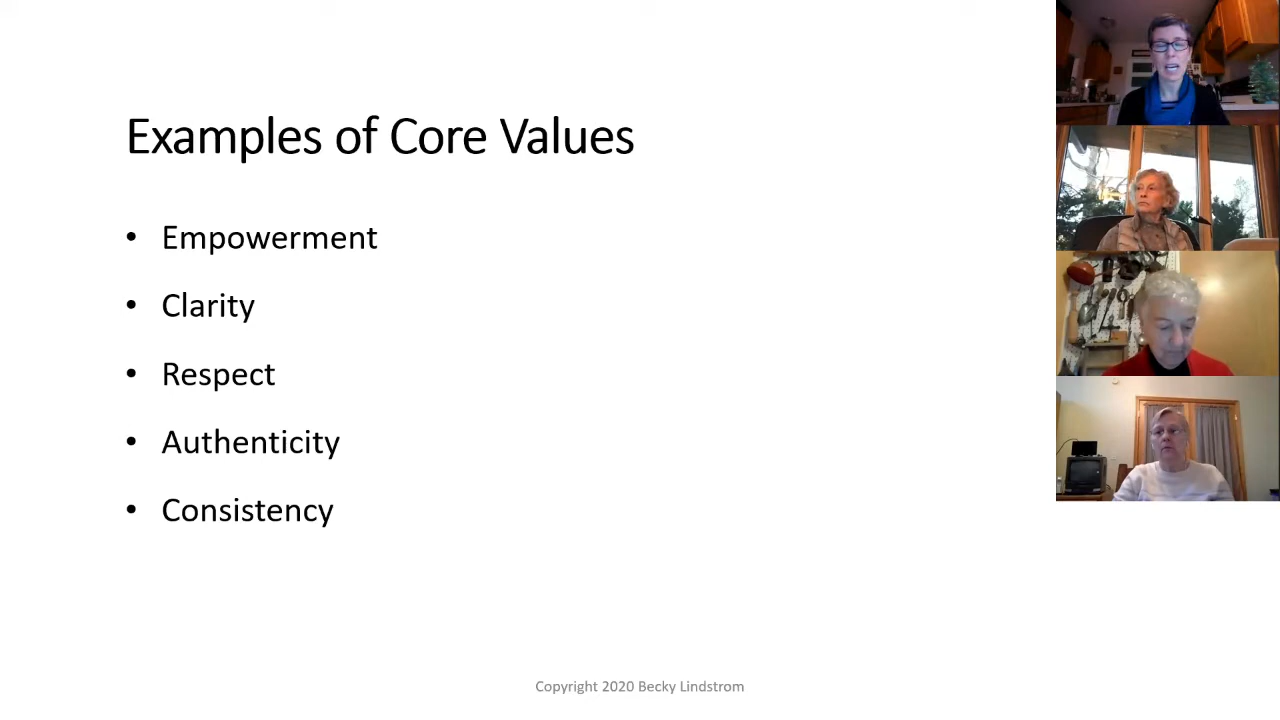 Examples of Core Values
• Empowerment
• Clarity
• Respect
• Authenticity
• Consistency
Copyright 2020 Becky Lindstrom